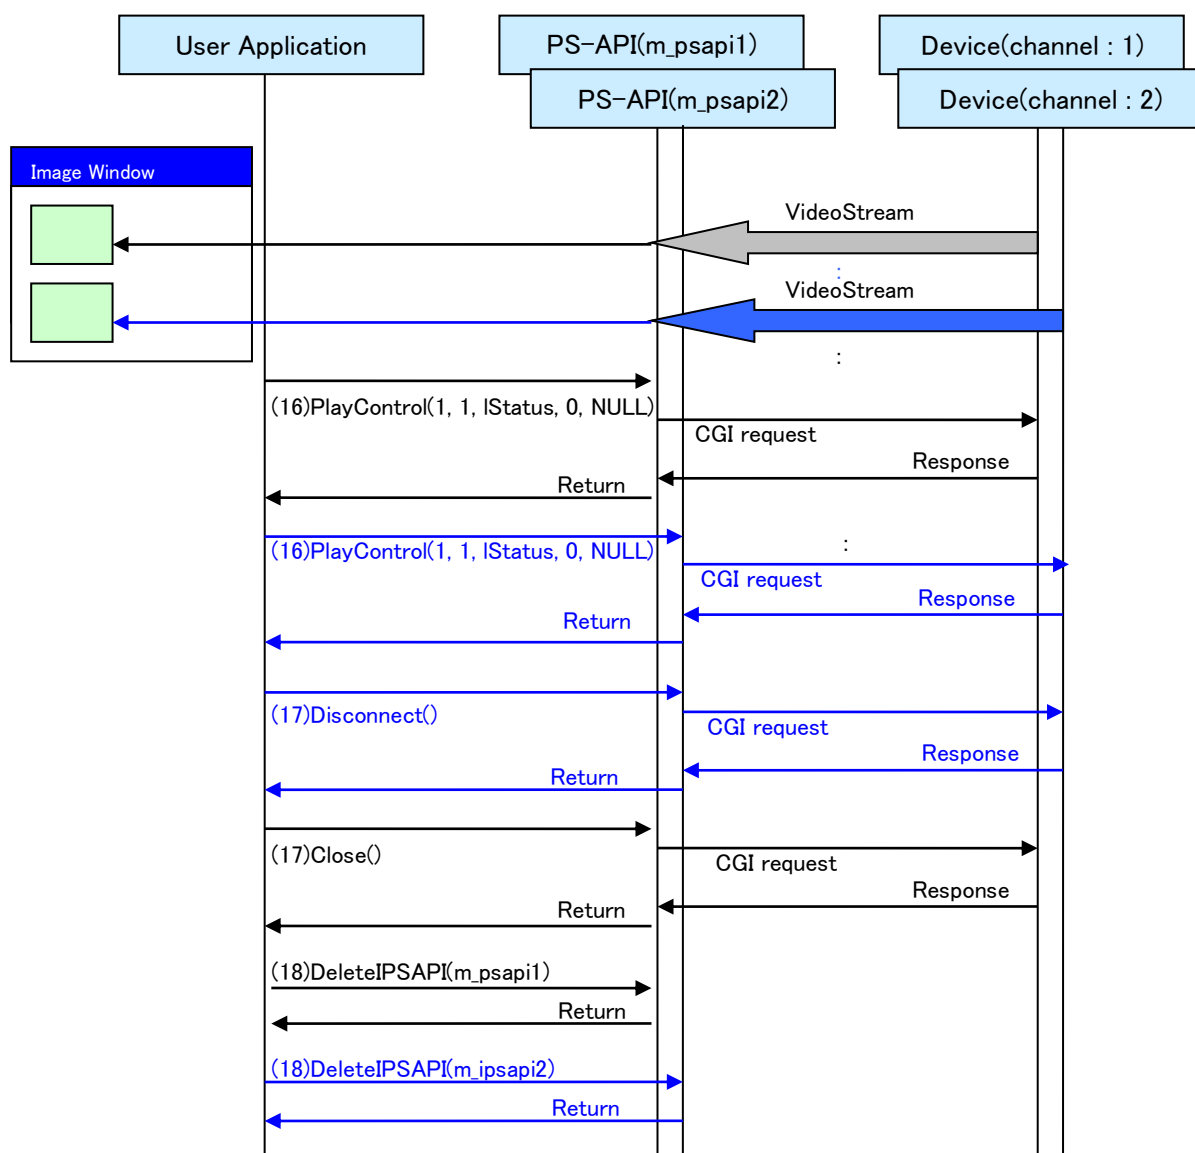 User Application
PS-API(m_psapi1)
Device(channel : 1)
PS-API(m_psapi2)
Device(channel : 2)
Image Window
VideoStream
:
VideoStream
:
(16)PlayControl(1, 1, lStatus, 0, NULL)
CGI request
Response
Return
(16)PlayControl(1, 1, lStatus, 0, NULL)
:
CGI request
Response
Return
(17)Disconnect()
CGI request
Response
Return
(17)Close()
CGI request
Response
Return
(18)DeleteIPSAPI(m_psapi1)
Return
(18)DeleteIPSAPI(m_ipsapi2)
Return